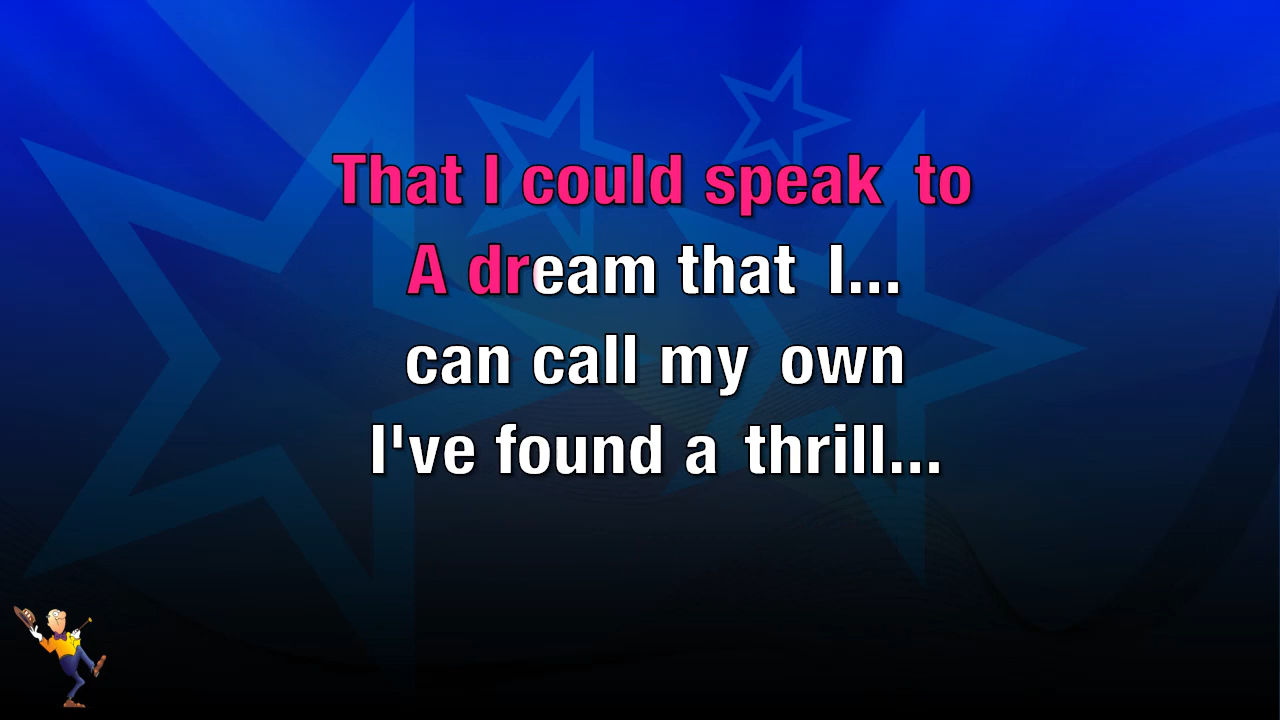 That I could speak to
A dream that I...
can call my own
I've found a thrill...